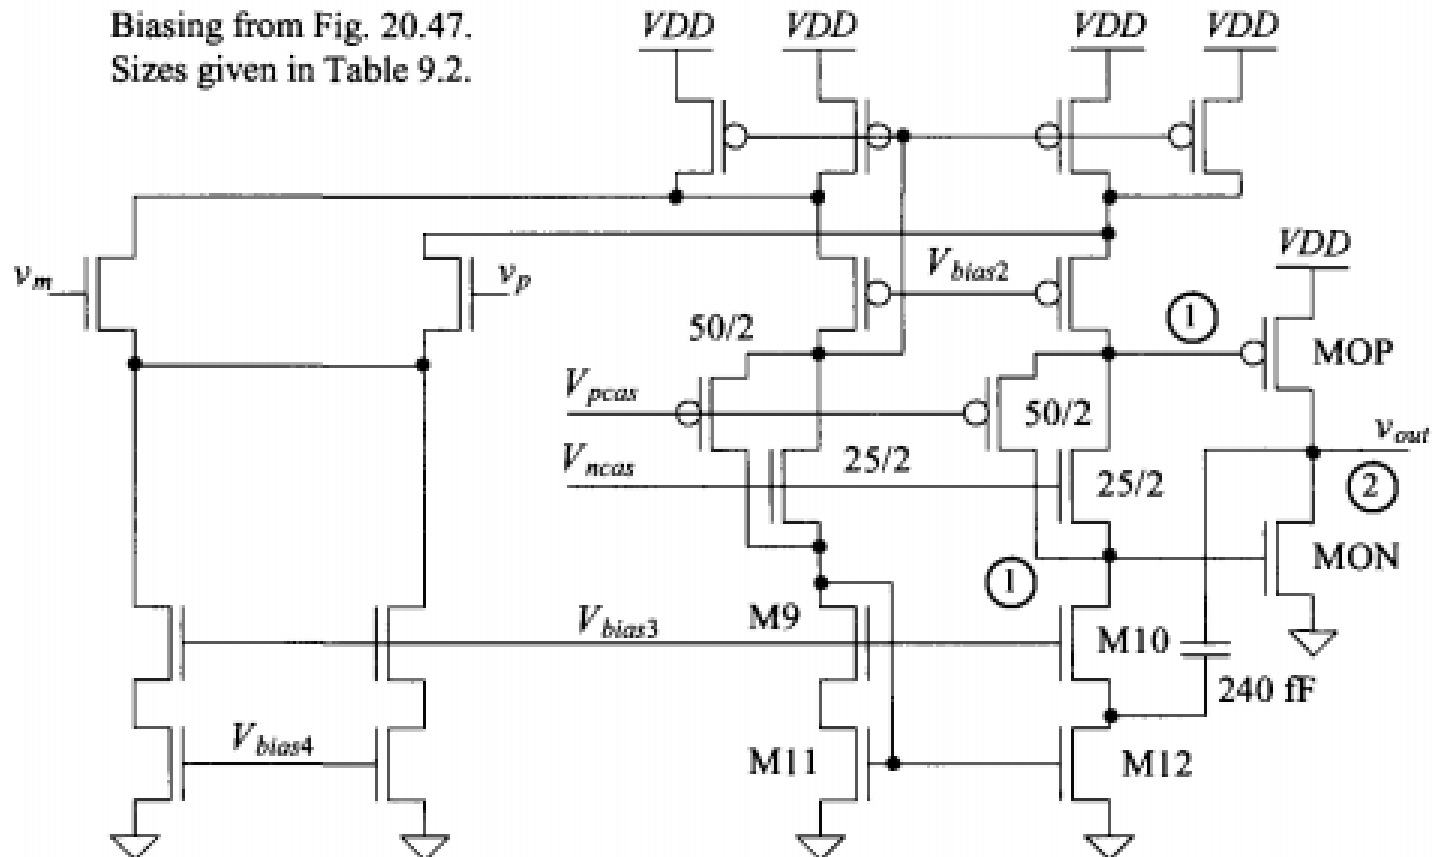 Biasing from Fig. 20.47.
Sizes given in Table 9.2.
VDD VDD VDD VDD
VDD
v_m
v_p
V_bias2
50/2
1
MOP
V_pcas
50/2
v_out
V_ncas
25/2
25/2
2
MON
1
V_bias3
M9
M10
240 fF
V_bias4
M11
M12